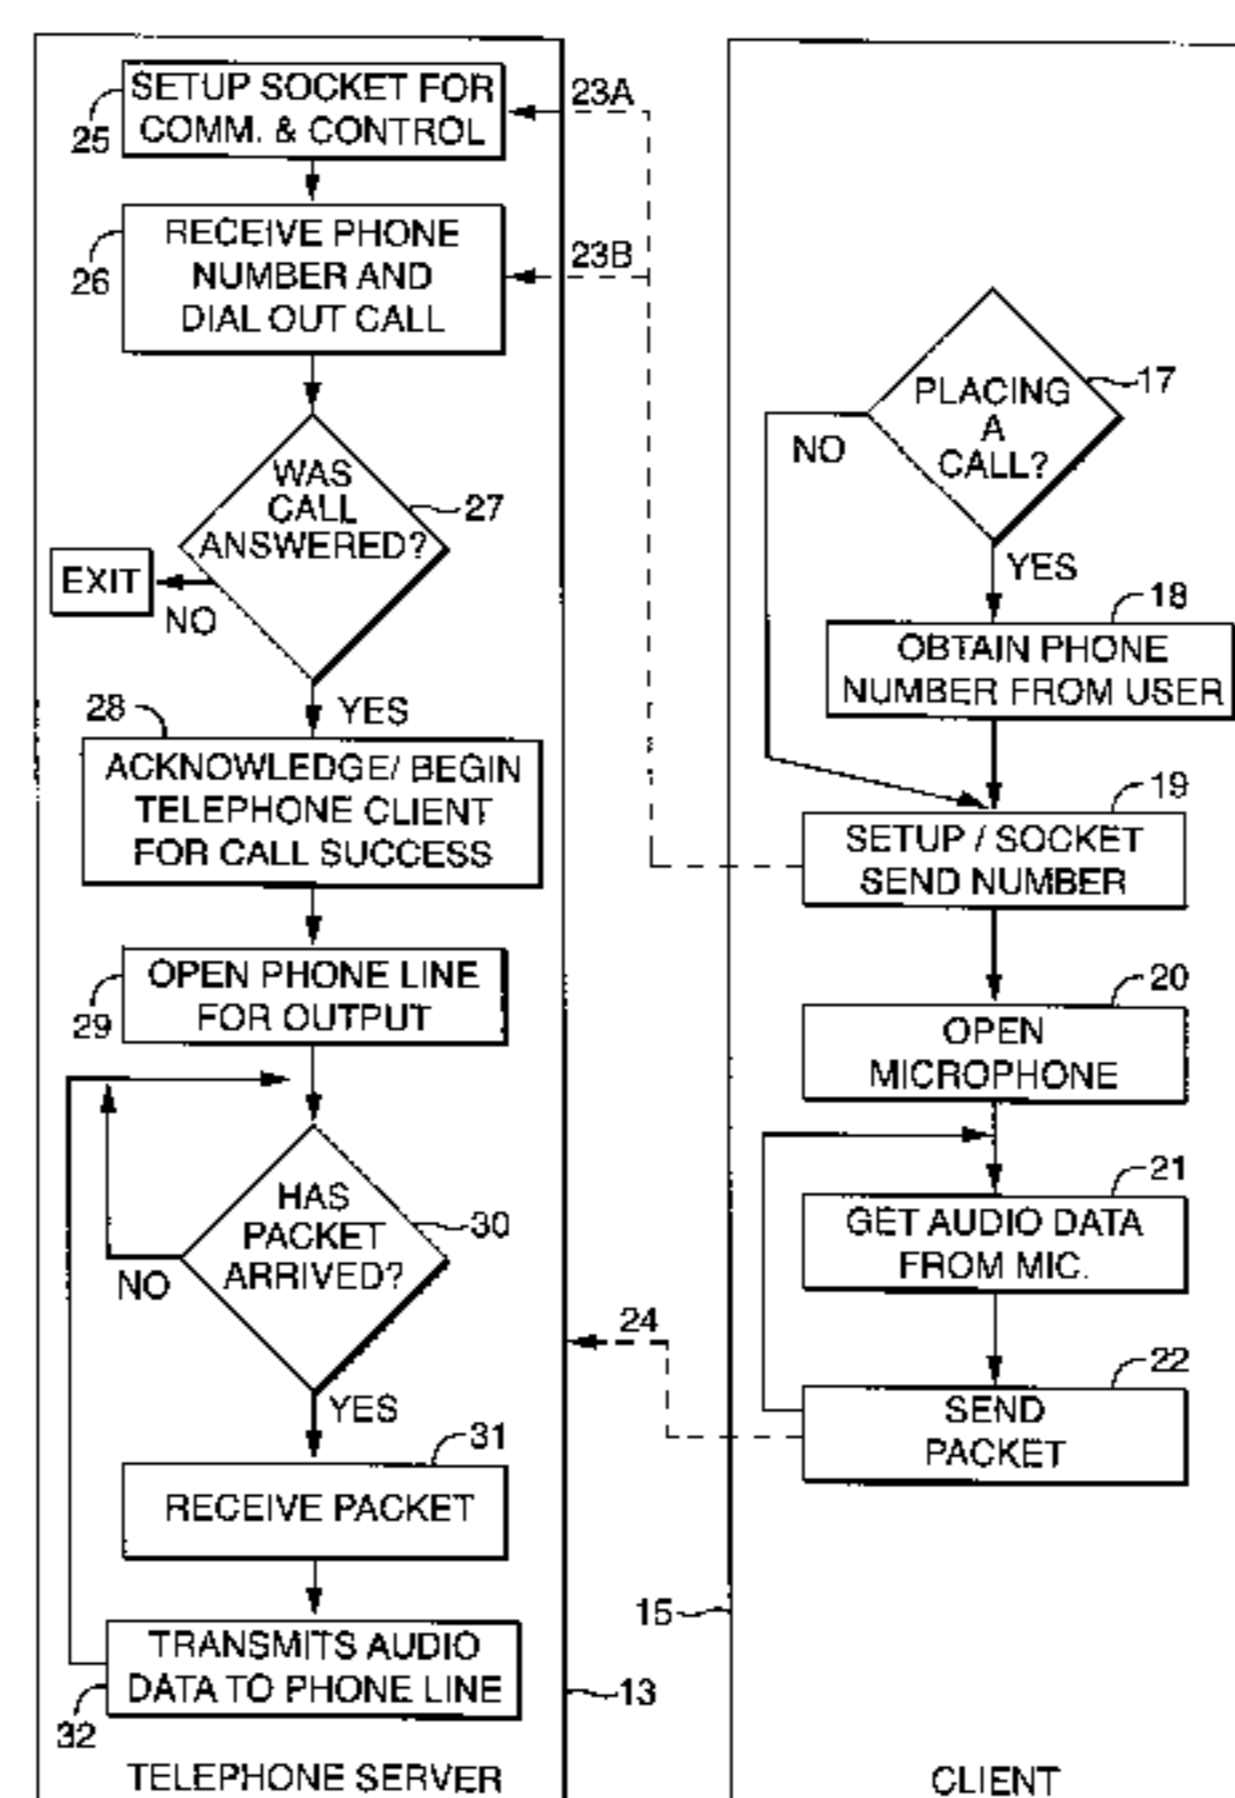 SETUP SOCKET FOR
COMM. & CONTROL
25
23A
RECEIVE PHONE
NUMBER AND
DIAL OUT CALL
26
23B
WAS
CALL
ANSWERED?
27
EXIT
NO
YES
28
ACKNOWLEDGE/ BEGIN
TELEPHONE CLIENT
FOR CALL SUCCESS
OPEN PHONE LINE
FOR OUTPUT
29
HAS
PACKET
ARRIVED?
30
NO
YES
31
RECEIVE PACKET
TRANSMITS AUDIO
DATA TO PHONE LINE
32
13
TELEPHONE SERVER
PLACING
A
CALL?
17
NO
YES
18
OBTAIN PHONE
NUMBER FROM USER
19
SETUP / SOCKET
SEND NUMBER
20
OPEN
MICROPHONE
21
GET AUDIO DATA
FROM MIC.
24
22
SEND
PACKET
15
CLIENT